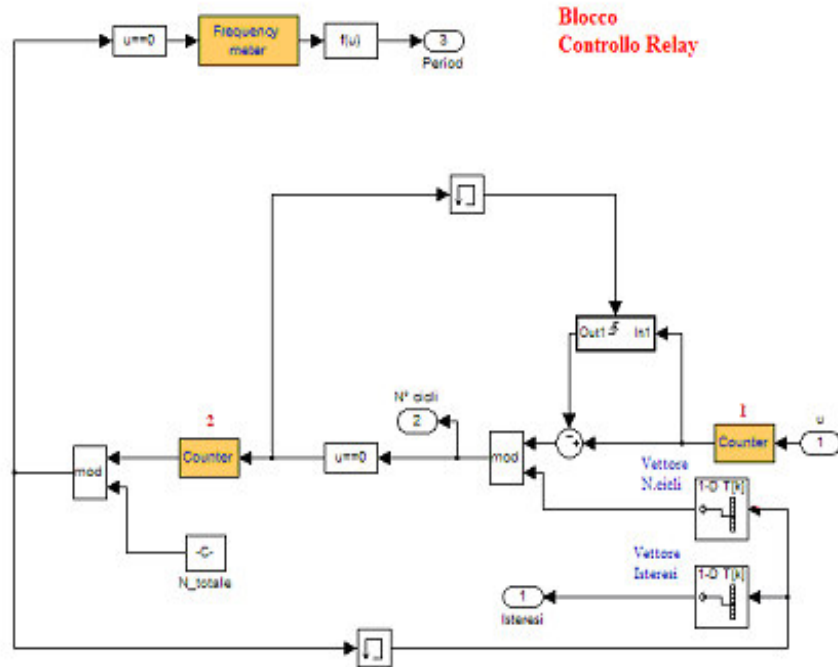 Blocco
Controllo Relay
u==0
Frequency
meter
f(u)
3
Period
Out1
In1
N° cicli
2
1
u
2
1
Counter
mod
u==0
mod
- +
Counter
Vettore
N.cicli
1-D T[k]
-C-
N_totale
Vettore
Isteresi
1-D T[k]
1
Isteresi